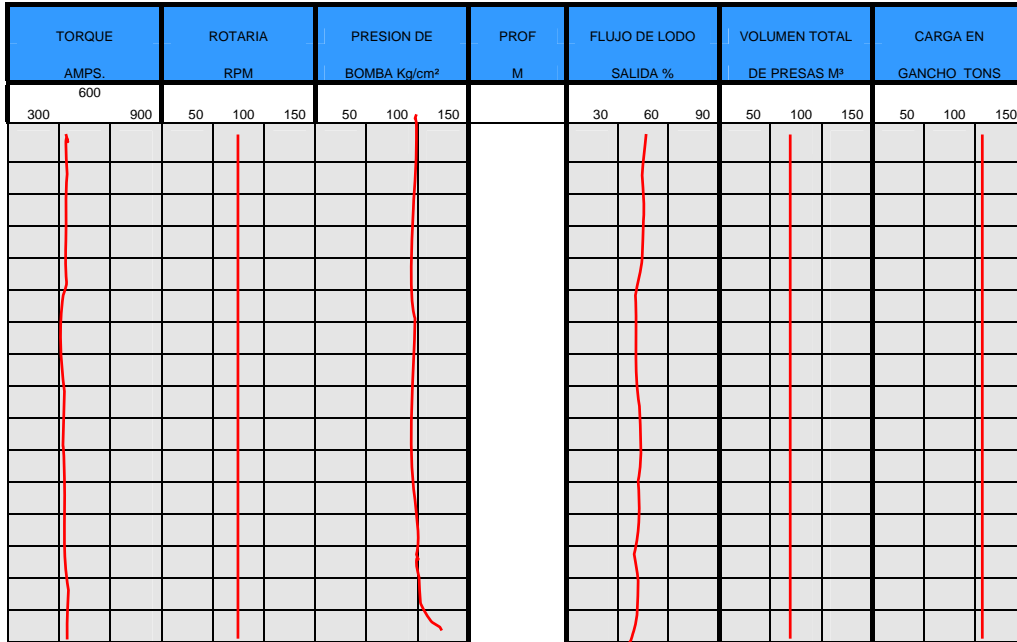 TORQUE ROTARIA PRESION DE PROF FLUJO DE LODO VOLUMEN TOTAL CARGA EN
AMPS. RPM BOMBA Kg/cm² M SALIDA % DE PRESAS M³ GANCHO TONS
600
300 900 50 100 150 50 100 150 30 60 90 50 100 150 50 100 150